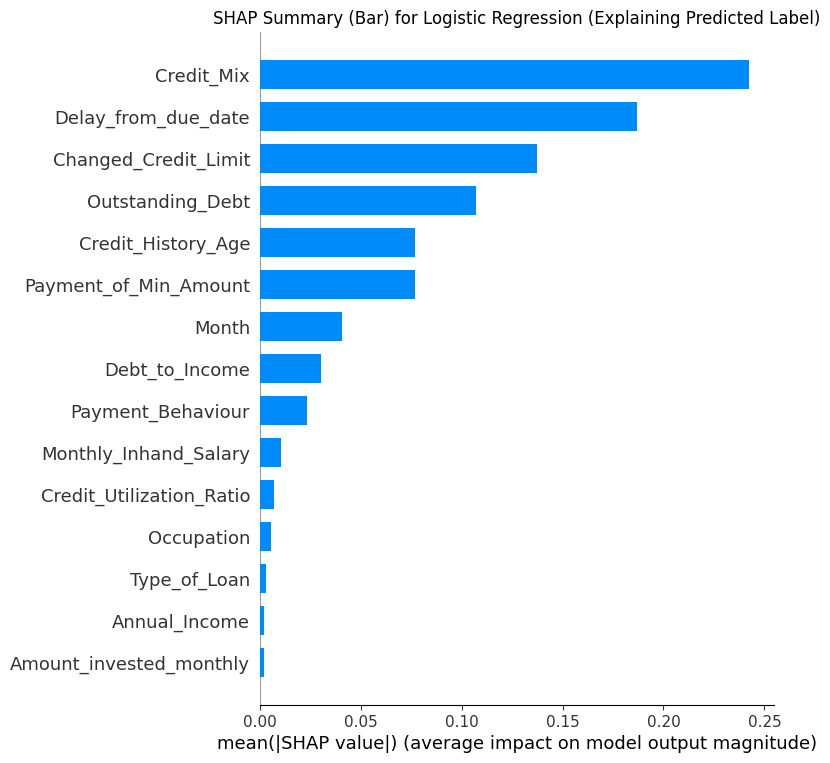 SHAP Summary (Bar) for Logistic Regression (Explaining Predicted Label)
Credit_Mix
Delay_from_due_date
Changed_Credit_Limit
Outstanding_Debt
Credit_History_Age
Payment_of_Min_Amount
Month
Debt_to_Income
Payment_Behaviour
Monthly_Inhand_Salary
Credit_Utilization_Ratio
Occupation
Type_of_Loan
Annual_Income
Amount_invested_monthly
0.00 0.05 0.10 0.15 0.20 0.25
mean(|SHAP value|) (average impact on model output magnitude)